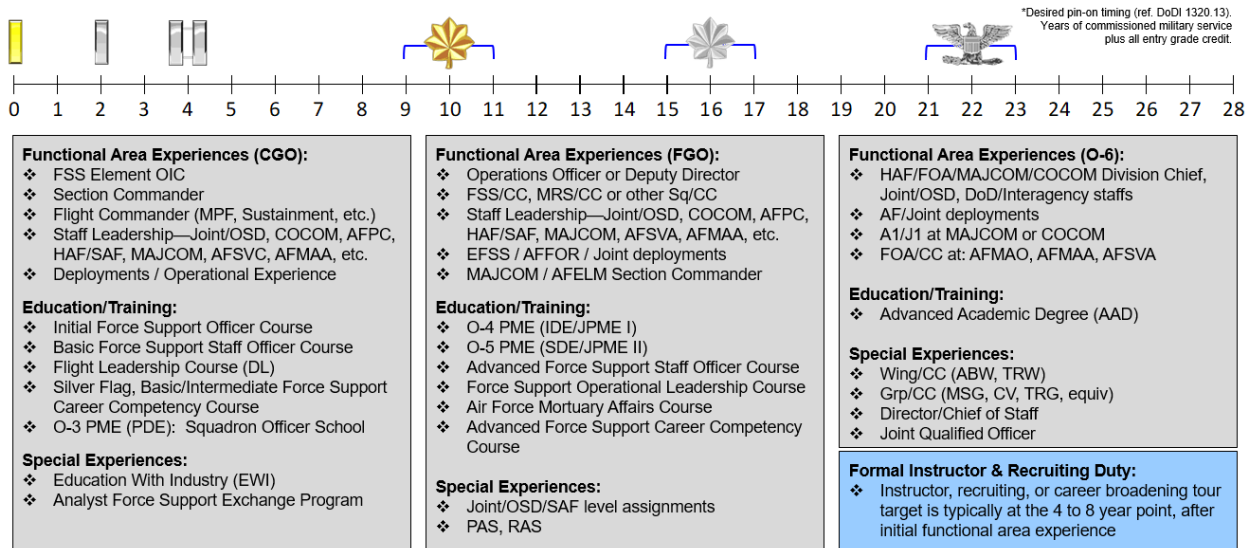 *Desired pin-on timing (ref. DoDI 1320.13).
Years of commissioned military service
plus all entry grade credit.
0 1 2 3 4 5 6 7 8 9 10 11 12 13 14 15 16 17 18 19 20 21 22 23 24 25 26 27 28
Functional Area Experiences (CGO):
❖ FSS Element OIC
❖ Section Commander
❖ Flight Commander (MPF, Sustainment, etc.)
❖ Staff Leadership—Joint/OSD, COCOM, AFPC,
HAF/SAF, MAJCOM, AFSVC, AFMAA, etc.
❖ Deployments / Operational Experience
Education/Training:
❖ Initial Force Support Officer Course
❖ Basic Force Support Staff Officer Course
❖ Flight Leadership Course (DL)
❖ Silver Flag, Basic/Intermediate Force Support
Career Competency Course
❖ O-3 PME (PDE): Squadron Officer School
Special Experiences:
❖ Education With Industry (EWI)
❖ Analyst Force Support Exchange Program
Functional Area Experiences (FGO):
❖ Operations Officer or Deputy Director
❖ FSS/CC, MRS/CC or other Sq/CC
❖ Staff Leadership—Joint/OSD, COCOM, AFPC,
HAF/SAF, MAJCOM, AFSVA, AFMAA, etc.
❖ EFSS / AFFOR / Joint deployments
❖ MAJCOM / AFELM Section Commander
Education/Training:
❖ O-4 PME (IDE/JPME I)
❖ O-5 PME (SDE/JPME II)
❖ Advanced Force Support Staff Officer Course
❖ Force Support Operational Leadership Course
❖ Air Force Mortuary Affairs Course
❖ Advanced Force Support Career Competency
Course
Special Experiences:
❖ Joint/OSD/SAF level assignments
❖ PAS, RAS
Functional Area Experiences (O-6):
❖ HAF/FOA/MAJCOM/COCOM Division Chief,
Joint/OSD, DoD/Interagency staffs
❖ AF/Joint deployments
❖ A1/J1 at MAJCOM or COCOM
❖ FOA/CC at: AFMAO, AFMAA, AFSVA
Education/Training:
❖ Advanced Academic Degree (AAD)
Special Experiences:
❖ Wing/CC (ABW, TRW)
❖ Grp/CC (MSG, CV, TRG, equiv)
❖ Director/Chief of Staff
❖ Joint Qualified Officer
Formal Instructor & Recruiting Duty:
❖ Instructor, recruiting, or career broadening tour
target is typically at the 4 to 8 year point, after
initial functional area experience